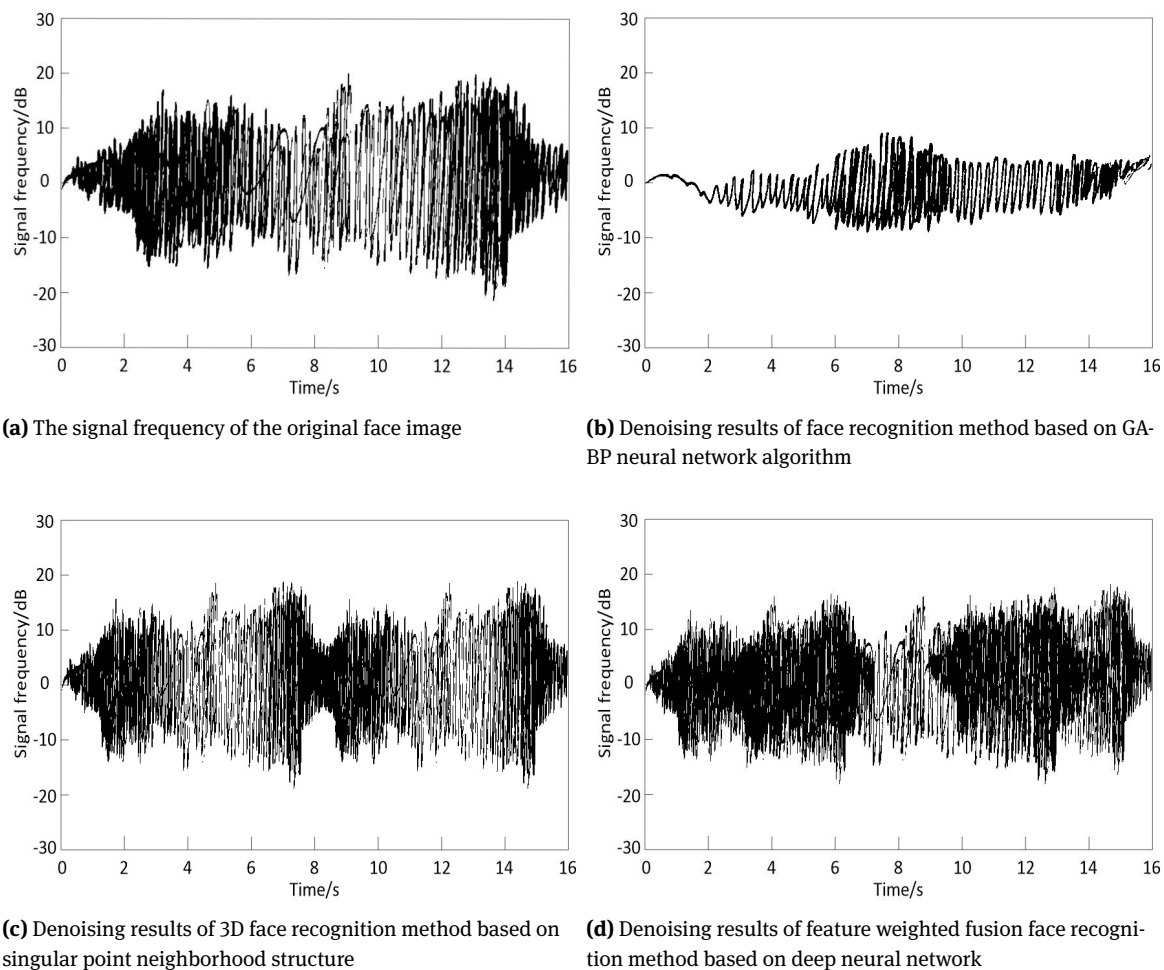 30
20
10
0
-10
-20
-30
Signal frequency/dB
0 2 4 6 8 10 12 14 16
Time/s
(a) The signal frequency of the original face image
30
20
10
0
-10
-20
-30
Signal frequency/dB
0 2 4 6 8 10 12 14 16
Time/s
(b) Denoising results of face recognition method based on GA-
BP neural network algorithm
30
20
10
0
-10
-20
-30
Signal frequency/dB
0 2 4 6 8 10 12 14 16
Time/s
(c) Denoising results of 3D face recognition method based on
singular point neighborhood structure
30
20
10
0
-10
-20
-30
Signal frequency/dB
0 2 4 6 8 10 12 14 16
Time/s
(d) Denoising results of feature weighted fusion face recogni-
tion method based on deep neural network